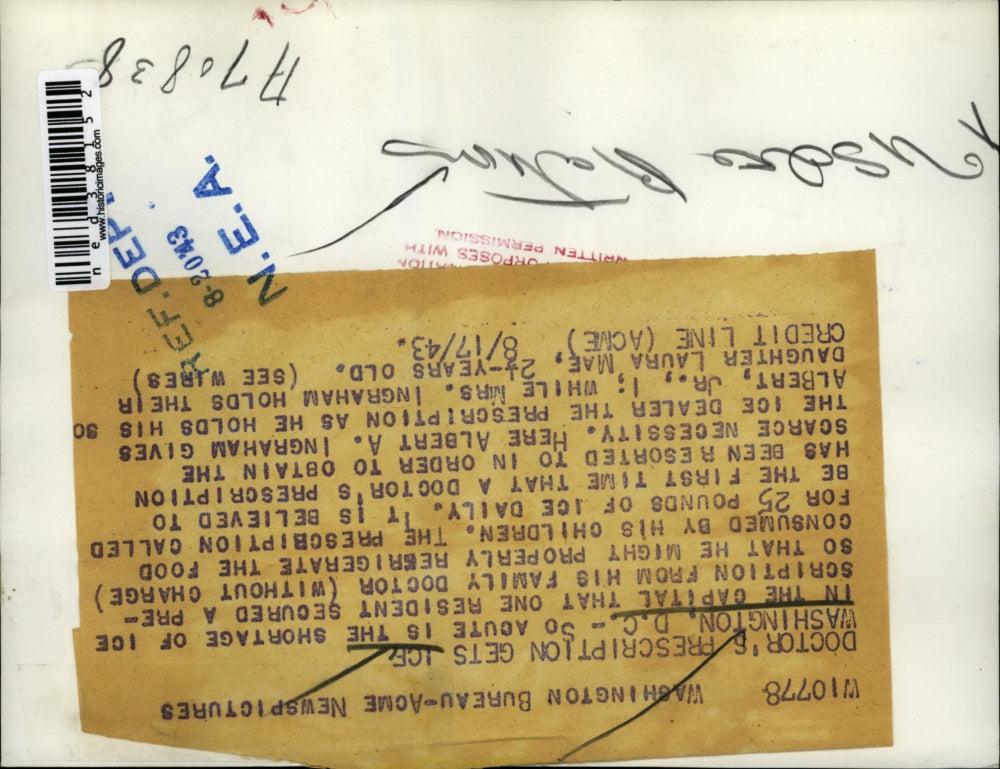 ned38152
www.historicimages.com
REF. DEPT.
8-20-43
N.E.A.
PURPOSES WITH
WRITTEN PERMISSION
W10778 WASHINGTON BUREAU-ACME NEWSPICTURES
DOCTOR'S PRESCRIPTION GETS ICE
WASHINGTON, D.C. - SO ACUTE IS THE SHORTAGE OF ICE
IN THE CAPITAL THAT ONE RESIDENT SECURED A PRE-
SCRIPTION FROM HIS FAMILY DOCTOR (WITHOUT CHARGE)
SO THAT HE MIGHT PROPERLY REFRIGERATE THE FOOD
CONSUMED BY HIS CHILDREN. THE PRESCRIPTION CALLED
FOR 25 POUNDS OF ICE DAILY. IT IS BELIEVED TO
BE THE FIRST TIME THAT A DOCTOR'S PRESCRIPTION
HAS BEEN RESORTED TO IN ORDER TO OBTAIN THE
SCARCE NECESSITY. HERE ALBERT A. INGRAHAM GIVES
THE ICE DEALER THE PRESCRIPTION AS HE HOLDS HIS SO
ALBERT, JR., 1; WHILE MRS. INGRAHAM HOLDS THEIR
DAUGHTER LAURA MAE, 2½-YEARS OLD. (SEE WIRES)
CREDIT LINE (ACME) 8/17/43.